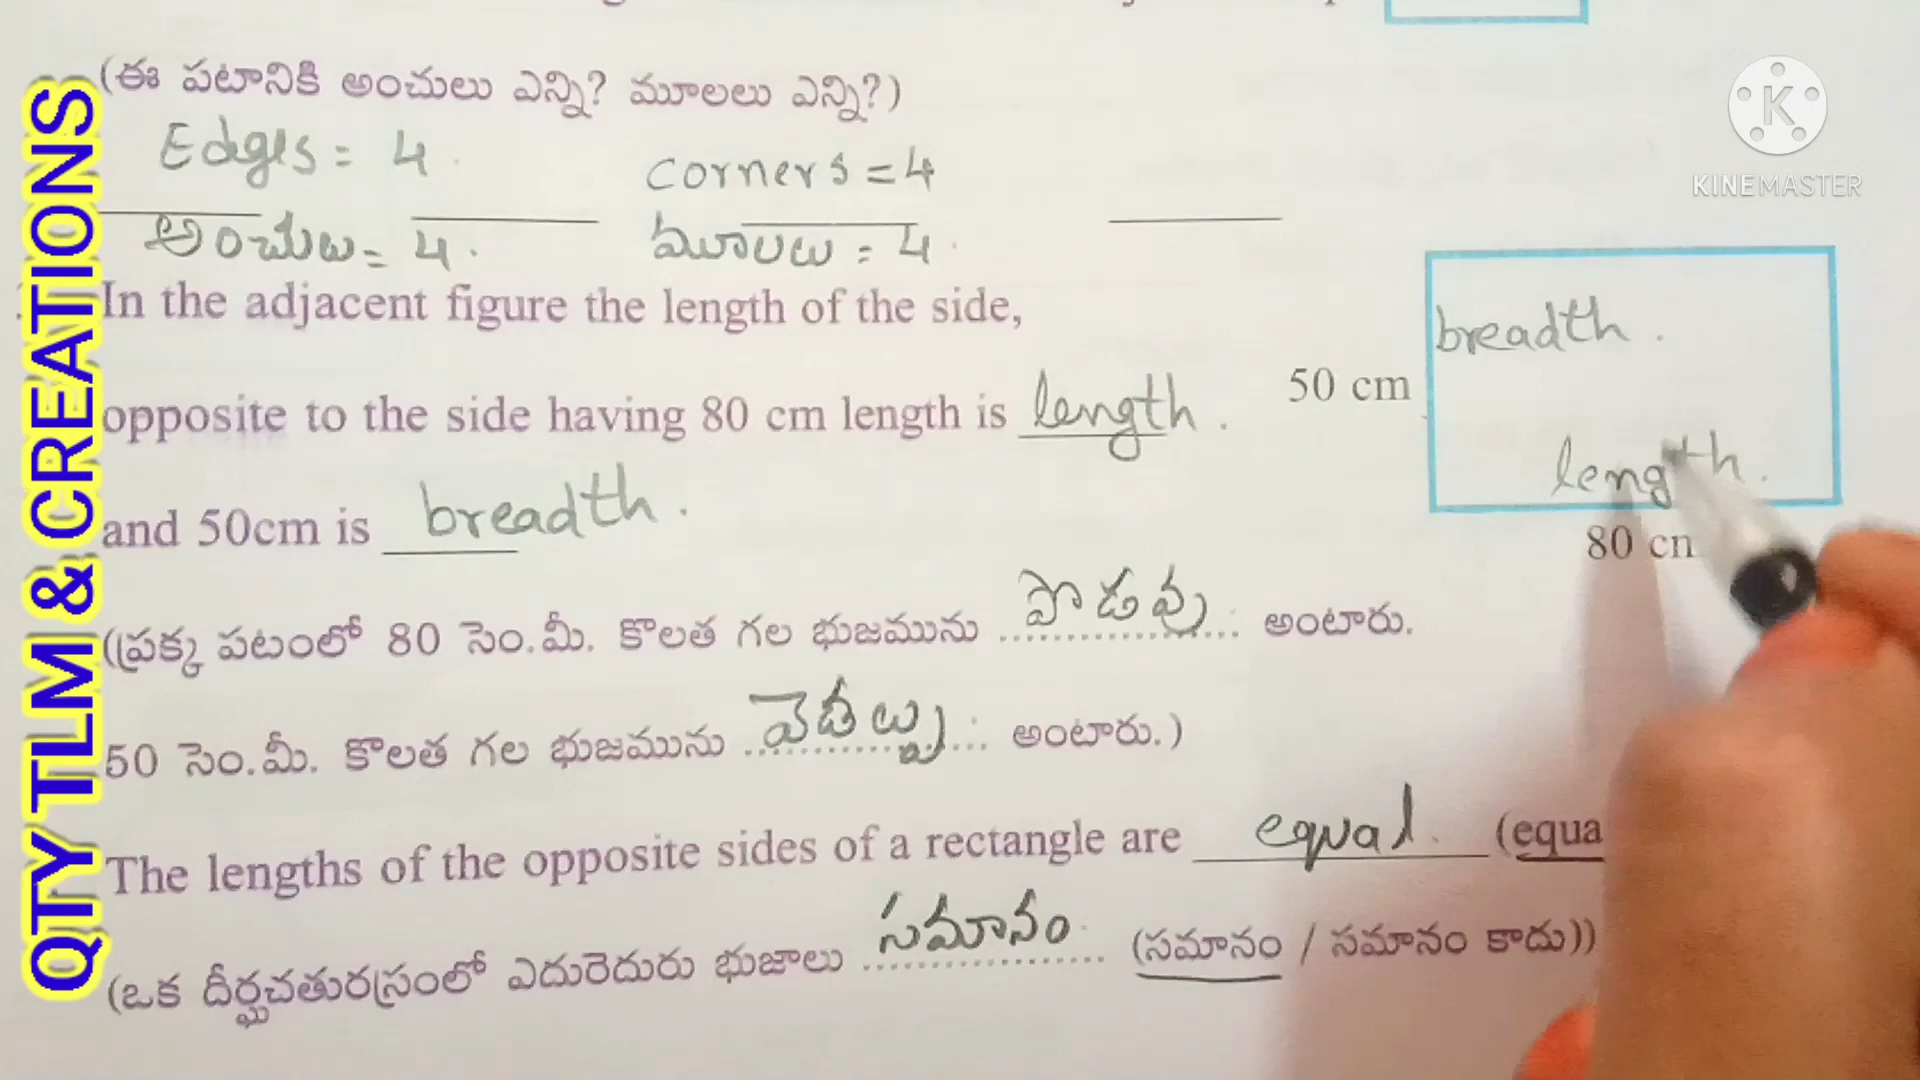 (ఈ పటానికి అంచులు ఎన్ని? మూలలు ఎన్ని?)
Edges = 4
corners = 4
అంచులు = 4.
మూలలు = 4.
In the adjacent figure the length of the side,
opposite to the side having 80 cm length is length.
and 50cm is breadth.
(ప్రక్క పటంలో 80 సెం.మీ. కొలత గల భుజమును పొడవు అంటారు.
50 సెం.మీ. కొలత గల భుజమును వెడల్పు అంటారు.)
The lengths of the opposite sides of a rectangle are equal. (equa
(ఒక దీర్ఘచతురస్రంలో ఎదురెదురు భుజాలు సమానం (సమానం / సమానం కాదు))
breadth.
50 cm
length.
80 cm
QTY TLM & CREATIONS
K
KINEMASTER